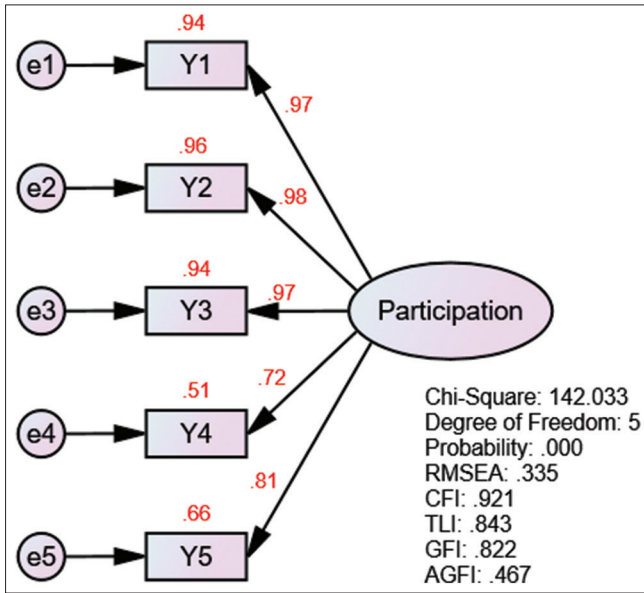 .94
e1
Y1
.97
.96
e2
Y2
.98
.94
e3
Y3
.97
Participation
.51
e4
Y4
.72
.66
e5
Y5
.81
Chi-Square: 142.033
Degree of Freedom: 5
Probability: .000
RMSEA: .335
CFI: .921
TLI: .843
GFI: .822
AGFI: .467